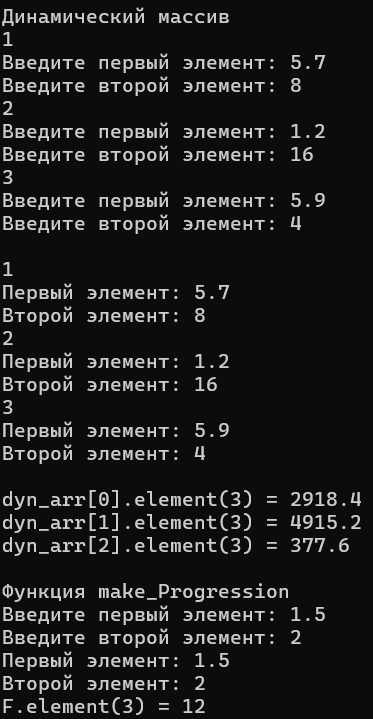 Динамический массив
1
Введите первый элемент: 5.7
Введите второй элемент: 8
2
Введите первый элемент: 1.2
Введите второй элемент: 16
3
Введите первый элемент: 5.9
Введите второй элемент: 4
1
Первый элемент: 5.7
Второй элемент: 8
2
Первый элемент: 1.2
Второй элемент: 16
3
Первый элемент: 5.9
Второй элемент: 4
dyn_arr[0].element(3) = 2918.4
dyn_arr[1].element(3) = 4915.2
dyn_arr[2].element(3) = 377.6
Функция make_Progression
Введите первый элемент: 1.5
Введите второй элемент: 2
Первый элемент: 1.5
Второй элемент: 2
F.element(3) = 12